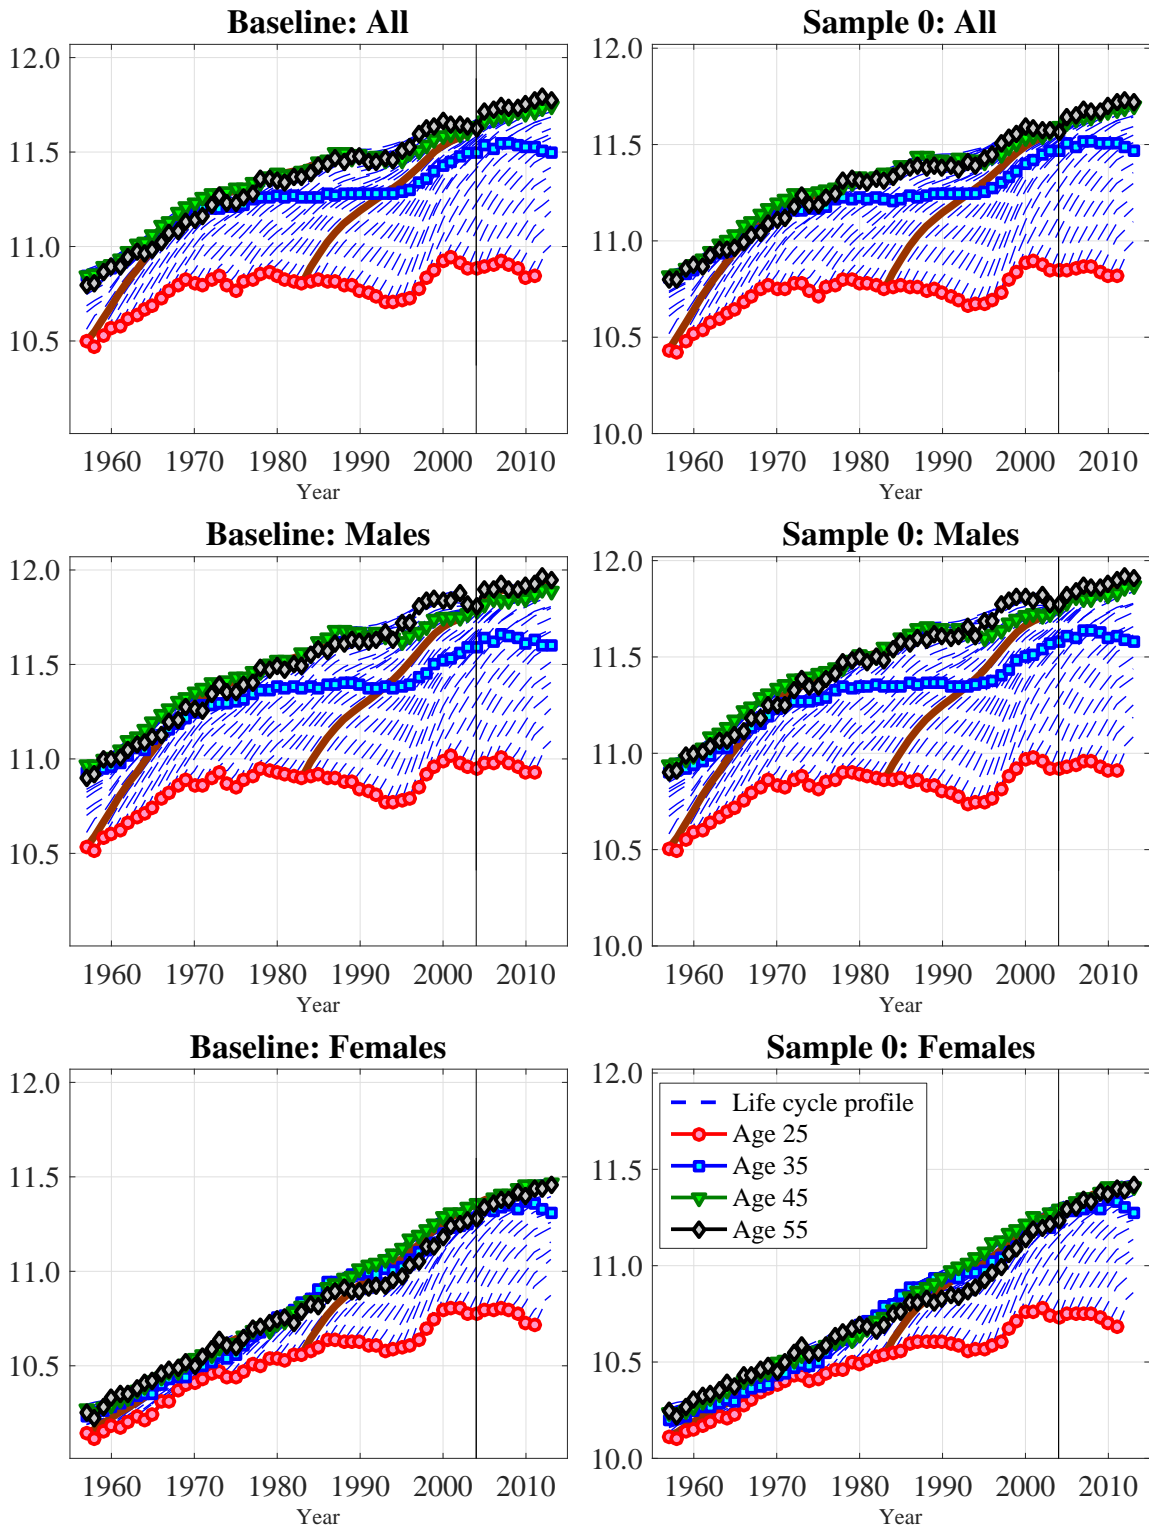 Baseline: All
12.0
11.5
11.0
10.5
1960 1970 1980 1990 2000 2010
Year
Sample 0: All
12.0
11.5
11.0
10.5
10.0
1960 1970 1980 1990 2000 2010
Year
Baseline: Males
12.0
11.5
11.0
10.5
1960 1970 1980 1990 2000 2010
Year
Sample 0: Males
12.0
11.5
11.0
10.5
10.0
1960 1970 1980 1990 2000 2010
Year
Baseline: Females
12.0
11.5
11.0
10.5
1960 1970 1980 1990 2000 2010
Year
Sample 0: Females
12.0
11.5
11.0
10.5
10.0
Life cycle profile
Age 25
Age 35
Age 45
Age 55
1960 1970 1980 1990 2000 2010
Year